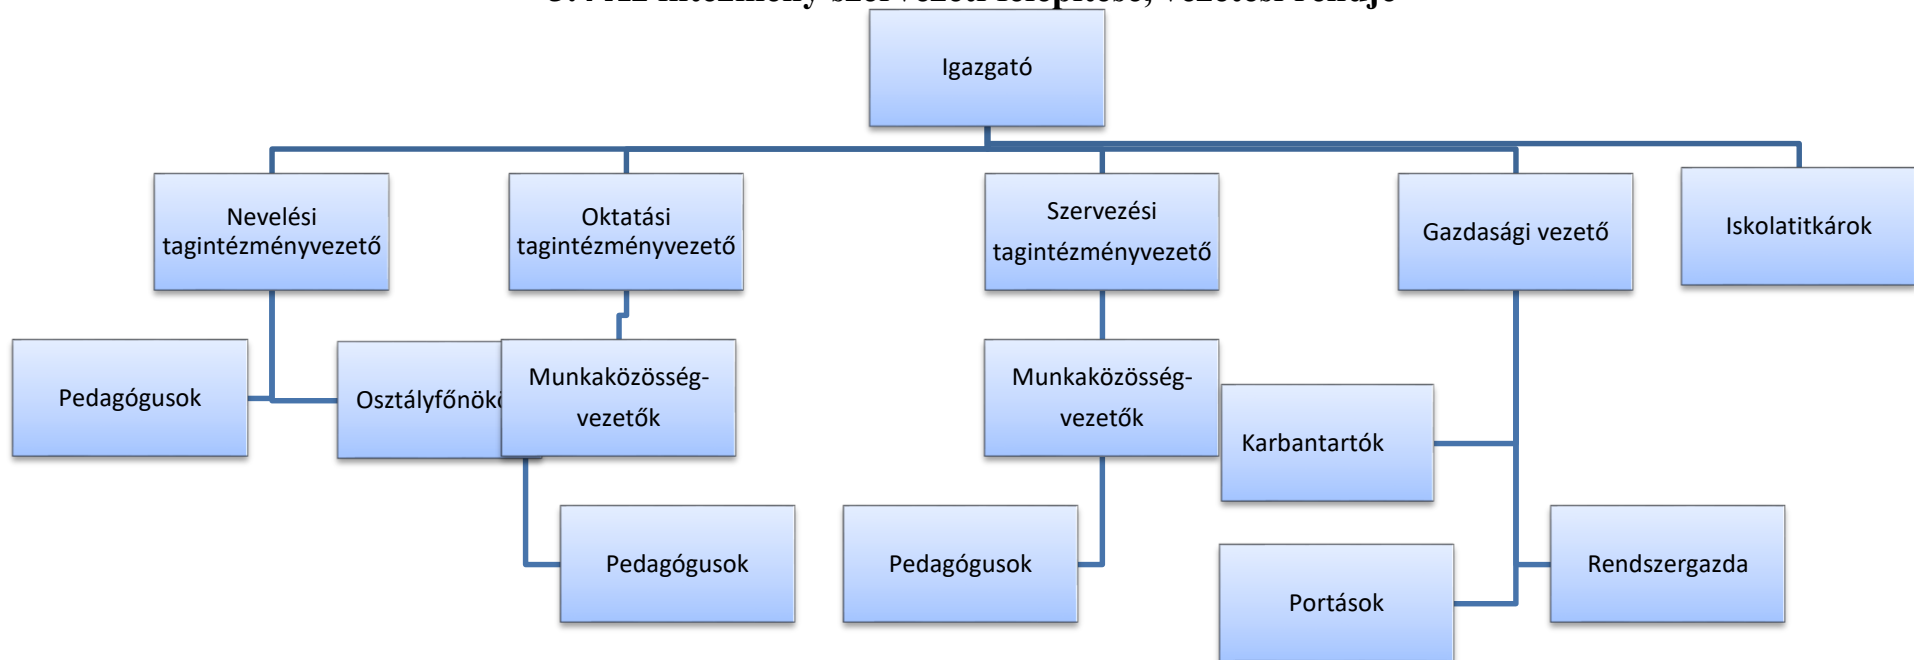 Igazgató
Nevelési
tagintézményvezető
Oktatási
tagintézményvezető
Szervezési
tagintézményvezető
Gazdasági vezető
Iskolatitkárok
Pedagógusok
Osztályfőnökö
Munkaközösség-
vezetők
Munkaközösség-
vezetők
Karbantartók
Pedagógusok
Pedagógusok
Rendszergazda
Portások